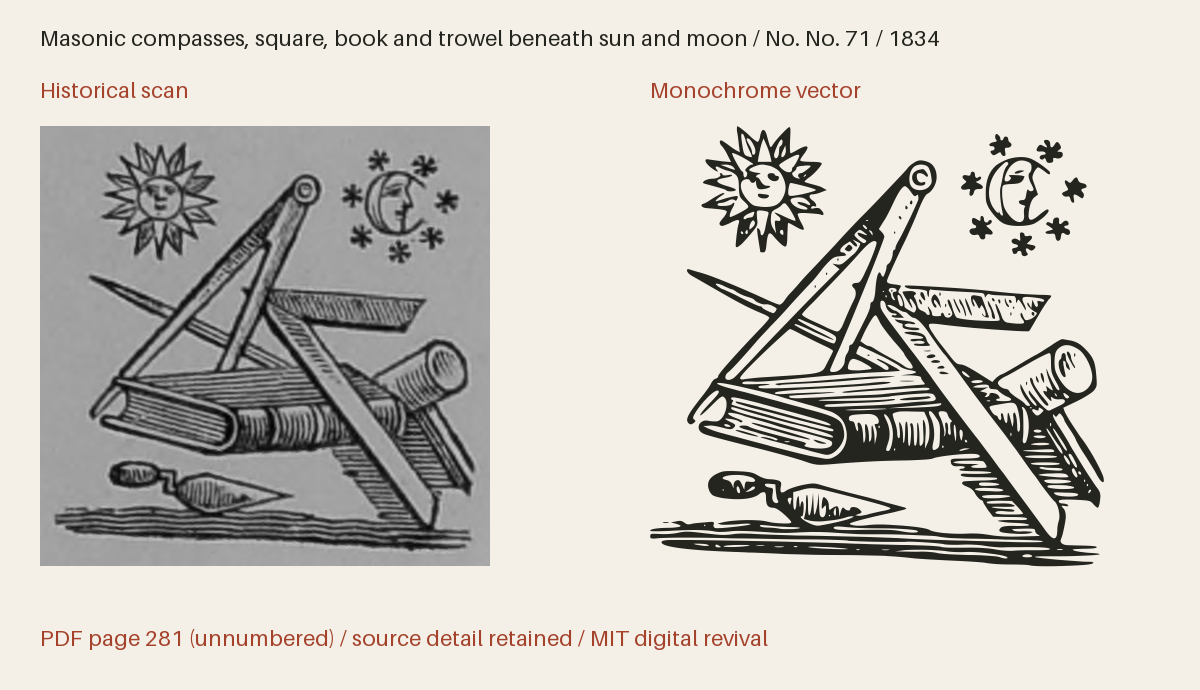 Masonic compasses, square, book and trowel beneath sun and moon / No. No. 71 / 1834
Historical scan
Monochrome vector
PDF page 281 (unnumbered) / source detail retained / MIT digital revival